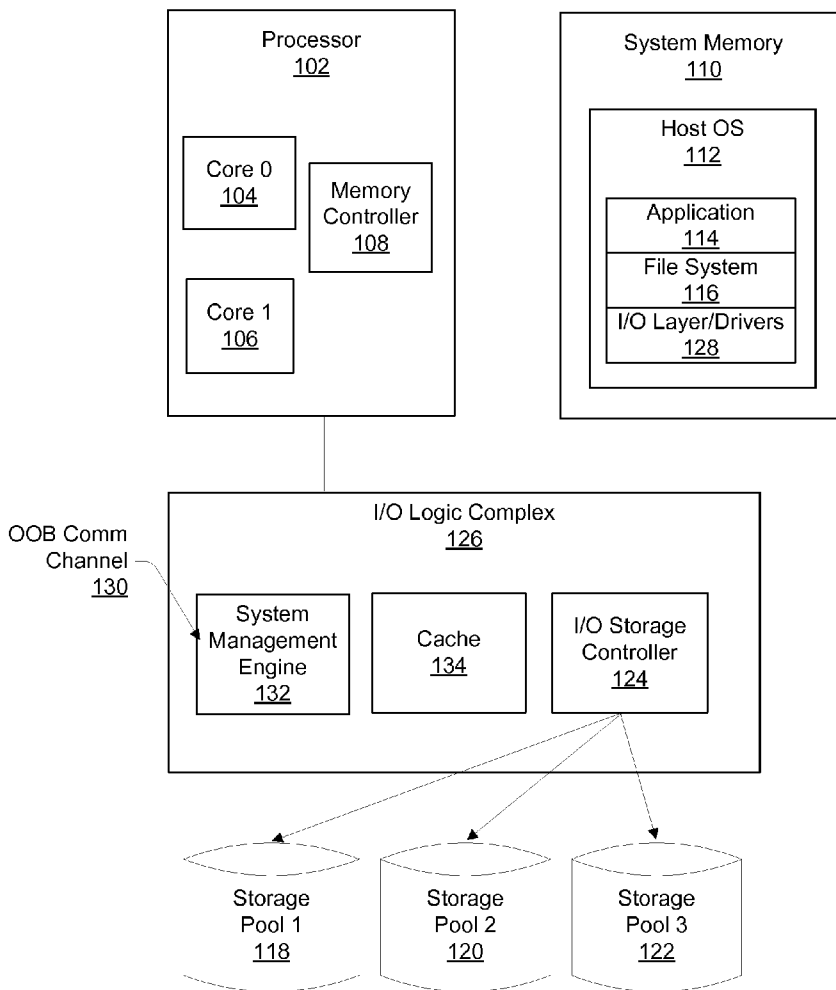 Processor
102
Core 0
104
Memory
Controller
108
Core 1
106
System Memory
110
Host OS
112
Application
114
File System
116
I/O Layer/Drivers
128
I/O Logic Complex
126
OOB Comm
Channel
130
System
Management
Engine
132
Cache
134
I/O Storage
Controller
124
Storage
Pool 1
118
Storage
Pool 2
120
Storage
Pool 3
122